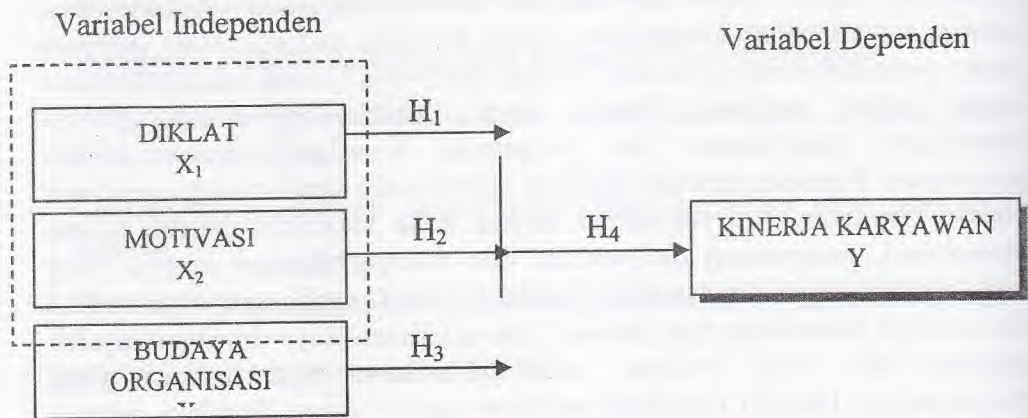 Variabel Independen
Variabel Dependen
DIKLAT
X₁
H₁
MOTIVASI
X₂
H₂
H₄
KINERJA KARYAWAN
Y
BUDAYA
ORGANISASI
H₃